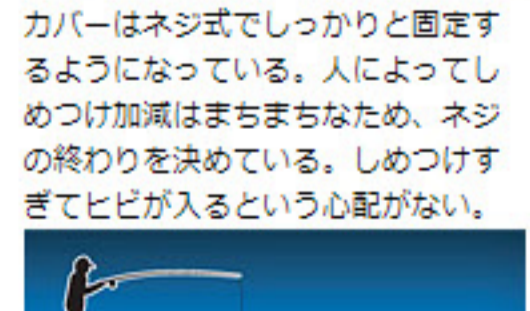 カバーはネジ式でしっかりと固定す
るようになっている。人によってし
めつけ加減はまちまちなため、ネジ
の終わりを決めている。しめつけす
ぎてヒビが入るという心配がない。